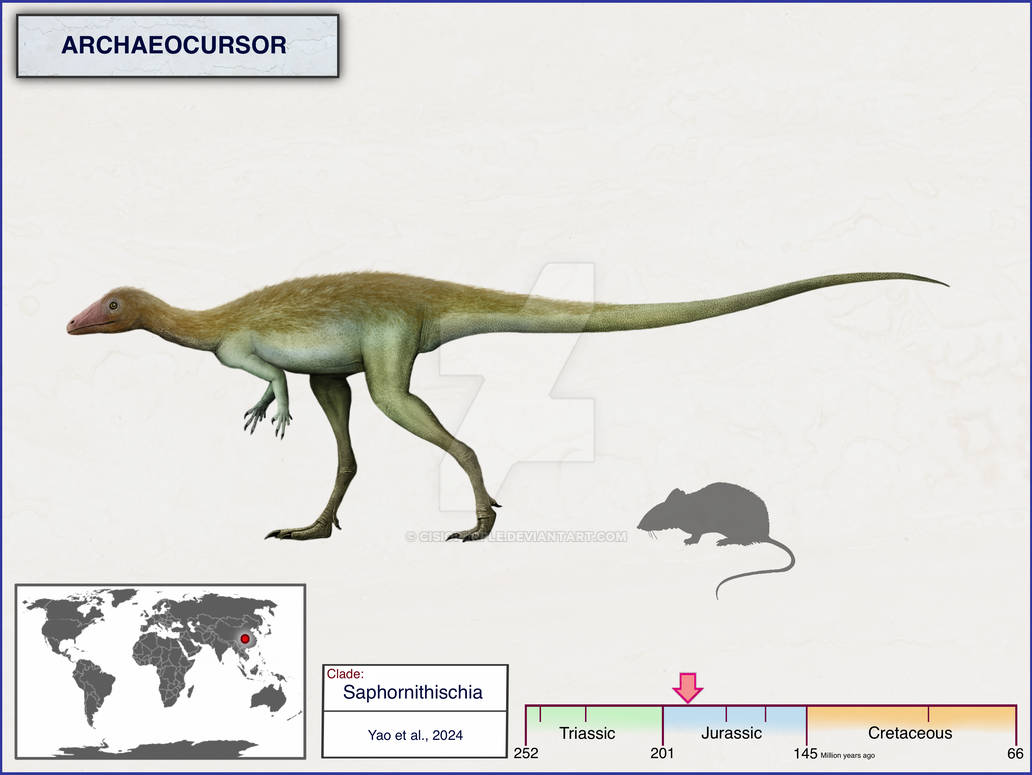 ARCHAEOCURSOR
Clade:
Saphornithischia
Yao et al., 2024
Triassic
Jurassic
Cretaceous
252
201
145 Million years ago
66